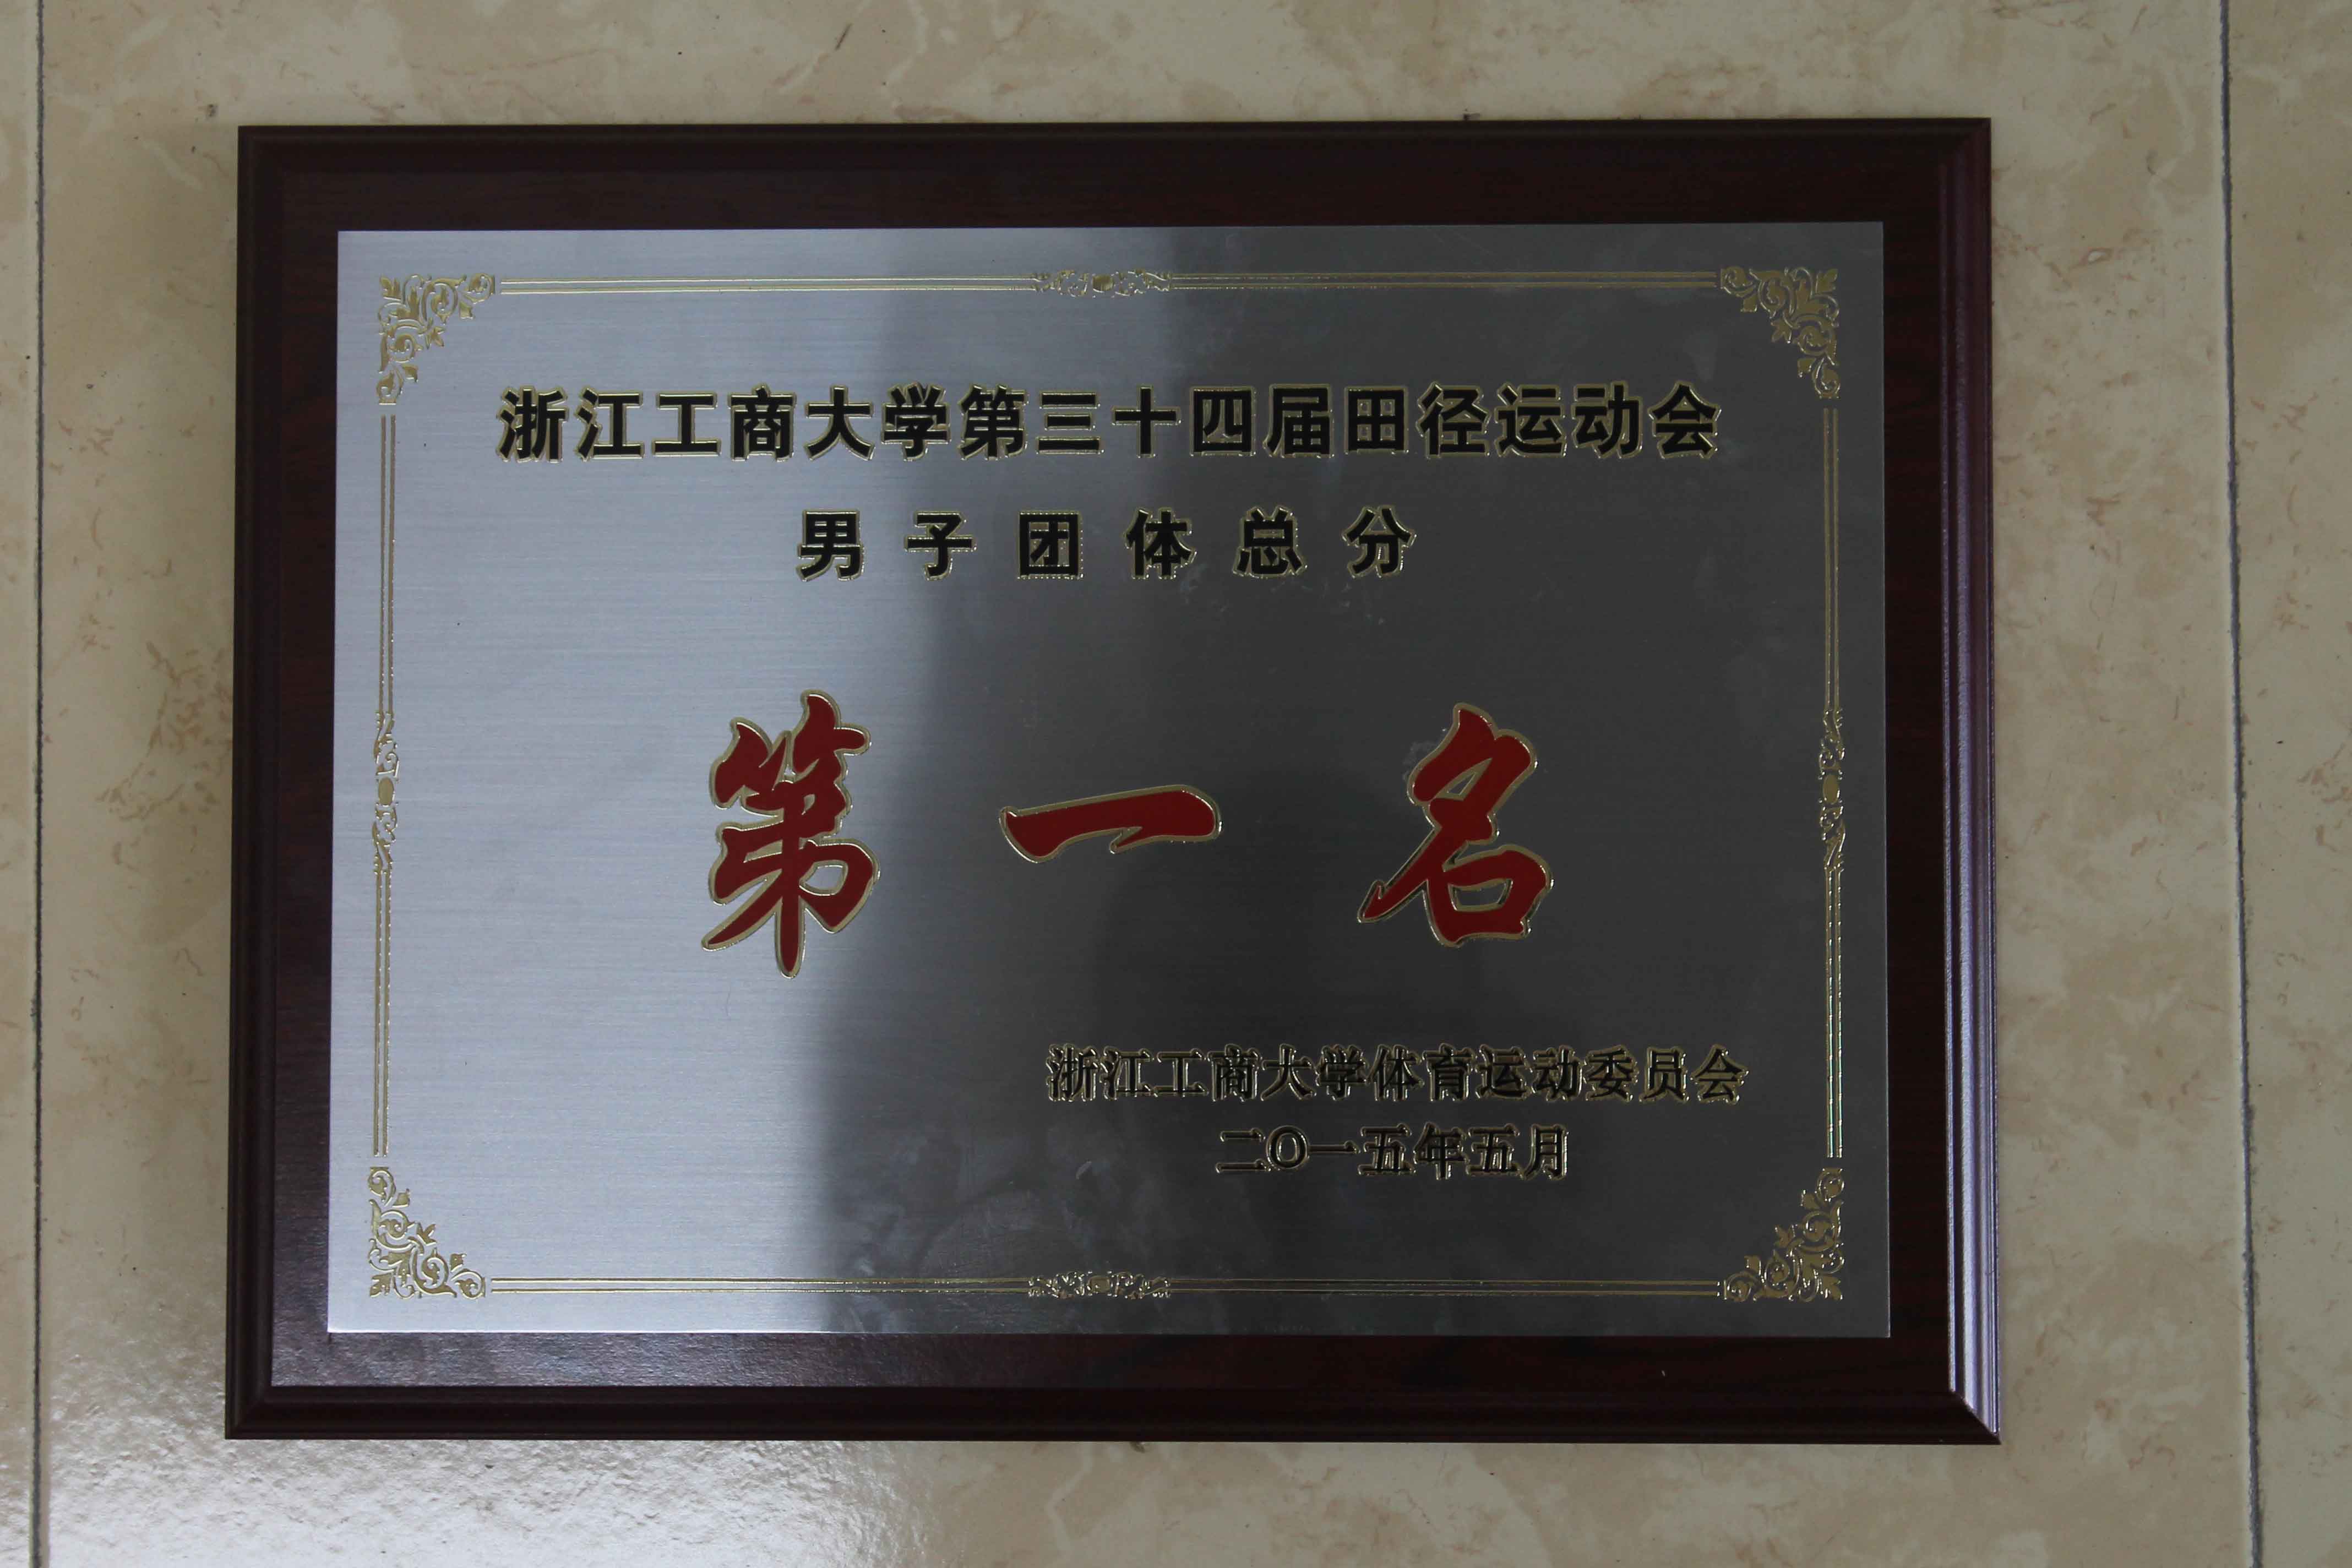 浙江工商大学第三十四届田径运动会
男子团体总分
第一名
浙江工商大学体育运动委员会
二〇一五年五月